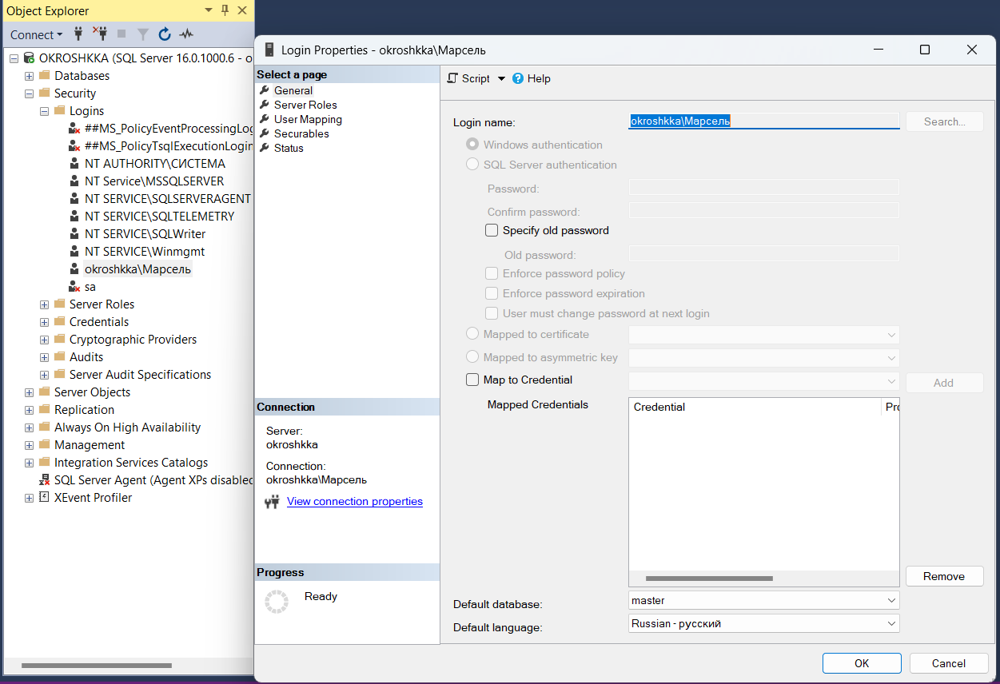 Object Explorer
Connect
OKROSHKKA (SQL Server 16.0.1000.6 - o
Databases
Security
Logins
##MS_PolicyEventProcessingLog
##MS_PolicyTsqlExecutionLogin
NT AUTHORITY\СИСТЕМА
NT Service\MSSQLSERVER
NT SERVICE\SQLSERVERAGENT
NT SERVICE\SQLTELEMETRY
NT SERVICE\SQLWriter
NT SERVICE\Winmgmt
okroshkka\Марсель
sa
Server Roles
Credentials
Cryptographic Providers
Audits
Server Audit Specifications
Server Objects
Replication
Always On High Availability
Management
Integration Services Catalogs
SQL Server Agent (Agent XPs disabled
XEvent Profiler
Login Properties - okroshkka\Марсель
Select a page
General
Server Roles
User Mapping
Securables
Status
Connection
Server:
okroshkka
Connection:
okroshkka\Марсель
View connection properties
Progress
Ready
Script Help
Login name: okroshkka\Марсель Search...
Windows authentication
SQL Server authentication
Password:
Confirm password:
Specify old password
Old password:
Enforce password policy
Enforce password expiration
User must change password at next login
Mapped to certificate
Mapped to asymmetric key
Map to Credential Add
Mapped Credentials Credential Pro
Remove
Default database: master
Default language: Russian - русский
OK Cancel